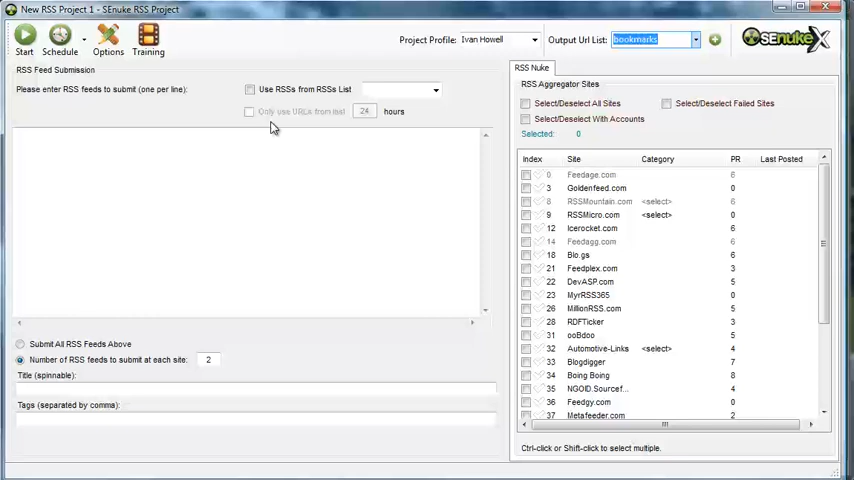 New RSS Project 1 - SEnuke RSS Project
Start
Schedule
Options
Training
Project Profile:
Ivan Howell
Output Url List:
bookmarks
SEnukeX
RSS Feed Submission
Please enter RSS feeds to submit (one per line):
Use RSSs from RSSs List
Only use URLs from last
24
hours
Submit All RSS Feeds Above
Number of RSS feeds to submit at each site:
2
Title (spinnable):
Tags (separated by comma):
RSS Nuke
RSS Aggregator Sites
Select/Deselect All Sites
Select/Deselect Failed Sites
Select/Deselect With Accounts
Selected: 0
Index Site Category PR Last Posted
0 Feedage.com 6
3 Goldenfeed.com 0
8 RSSMountain.com <select> 6
9 RSSMicro.com <select> 0
12 Icerocket.com 6
14 Feedagg.com 6
18 Blo.gs 6
21 Feedplex.com 3
22 DevASP.com 5
23 MyrRSS365 0
26 MillionRSS.com 4
28 RDFTicker 3
31 ooBdoo 5
32 Automotive-Links <select> 4
33 Blogdigger 7
34 Boing Boing 8
35 NGOID.Sourcef... 4
36 Feedgy.com 0
37 Metafeeder.com 2
Ctrl-click or Shift-click to select multiple.